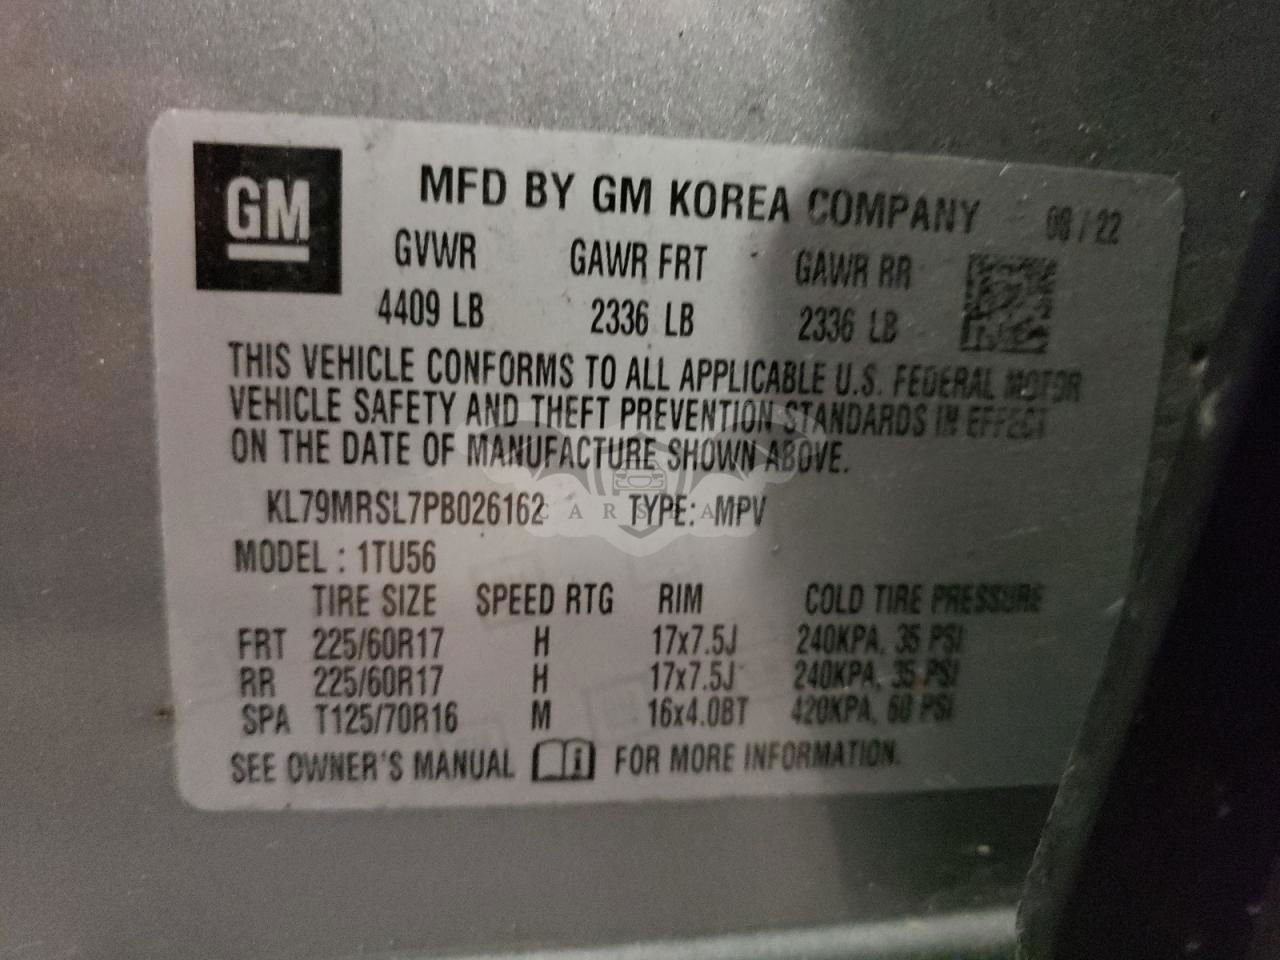 GM
MFD BY GM KOREA COMPANY 08/22
GVWR GAWR FRT GAWR RR
4409 LB 2336 LB 2336 LB
THIS VEHICLE CONFORMS TO ALL APPLICABLE U.S. FEDERAL MOTOR
VEHICLE SAFETY AND THEFT PREVENTION STANDARDS IN EFFECT
ON THE DATE OF MANUFACTURE SHOWN ABOVE.
KL79MRSL7PB026162 TYPE: MPV
MODEL : 1TU56
TIRE SIZE SPEED RTG RIM COLD TIRE PRESSURE
FRT 225/60R17 H 17x7.5J 240KPA, 35 PSI
RR 225/60R17 H 17x7.5J 240KPA, 35 PSI
SPA T125/70R16 M 16x4.0BT 420KPA, 60 PSI
SEE OWNER'S MANUAL FOR MORE INFORMATION.